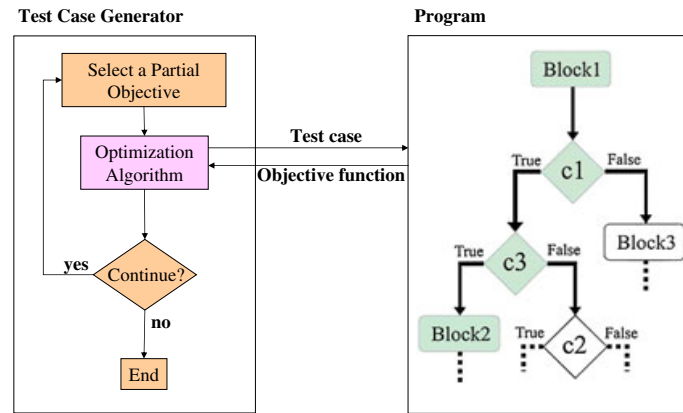 Test Case Generator
Program
Select a Partial
Objective
Optimization
Algorithm
Test case
Objective function
yes
Continue?
no
End
Block1
True
False
c1
Block3
True
False
c3
Block2
True
False
c2